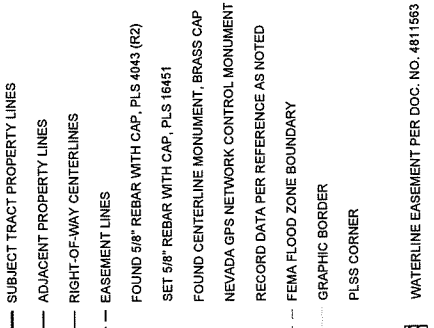 SUBJECT TRACT PROPERTY LINES
ADJACENT PROPERTY LINES
RIGHT-OF-WAY CENTERLINES
EASEMENT LINES
FOUND 5/8" REBAR WITH CAP, PLS 4043 (R2)
SET 5/8" REBAR WITH CAP, PLS 16451
FOUND CENTERLINE MONUMENT, BRASS CAP
NEVADA GPS NETWORK CONTROL MONUMENT
RECORD DATA PER REFERENCE AS NOTED
FEMA FLOOD ZONE BOUNDARY
GRAPHIC BORDER
PLSS CORNER
WATERLINE EASEMENT PER DOC. NO. 4811563